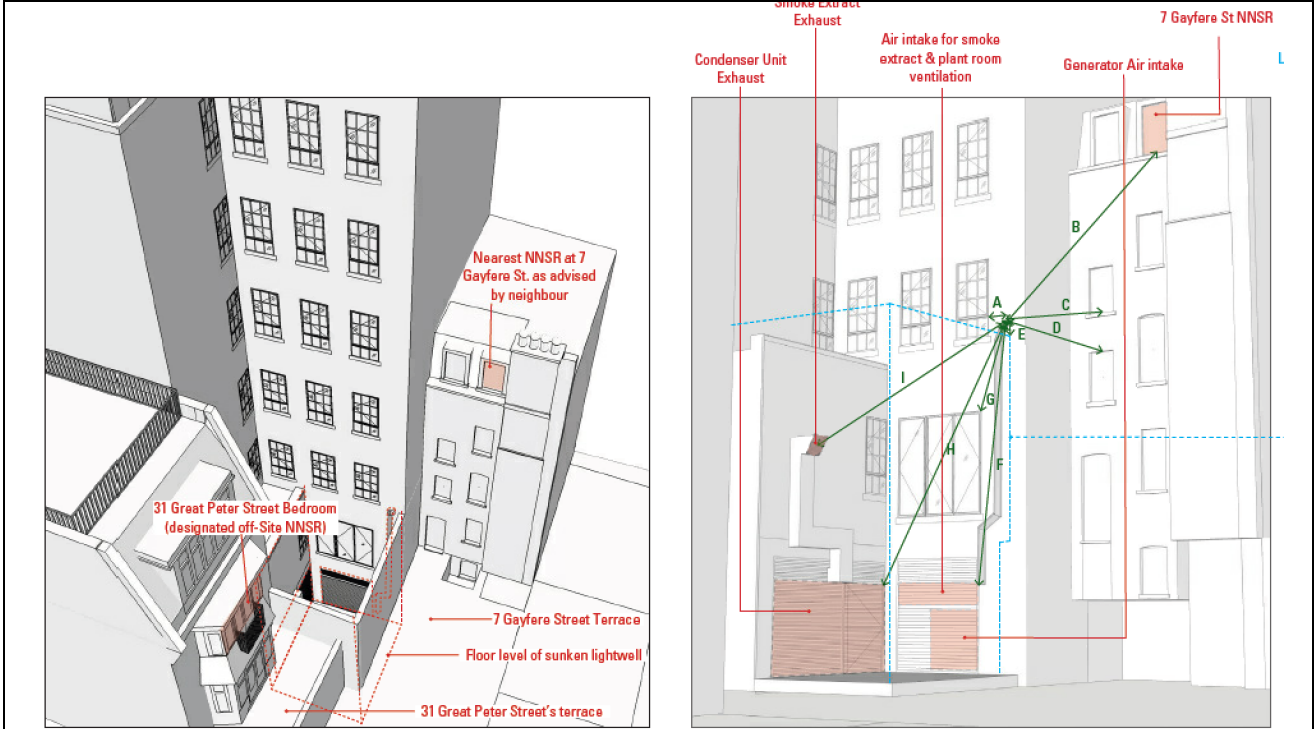 Smoke Extract
Exhaust
7 Gayfere St NNSR
Air intake for smoke
extract & plant room
ventilation
Condenser Unit
Exhaust
Generator Air intake
L
Nearest NNSR at 7
Gayfere St. as advised
by neighbour
31 Great Peter Street Bedroom
(designated off-Site NNSR)
7 Gayfere Street Terrace
Floor level of sunken lightwell
31 Great Peter Street's terrace
B
A
C
D
E
I
G
H
F